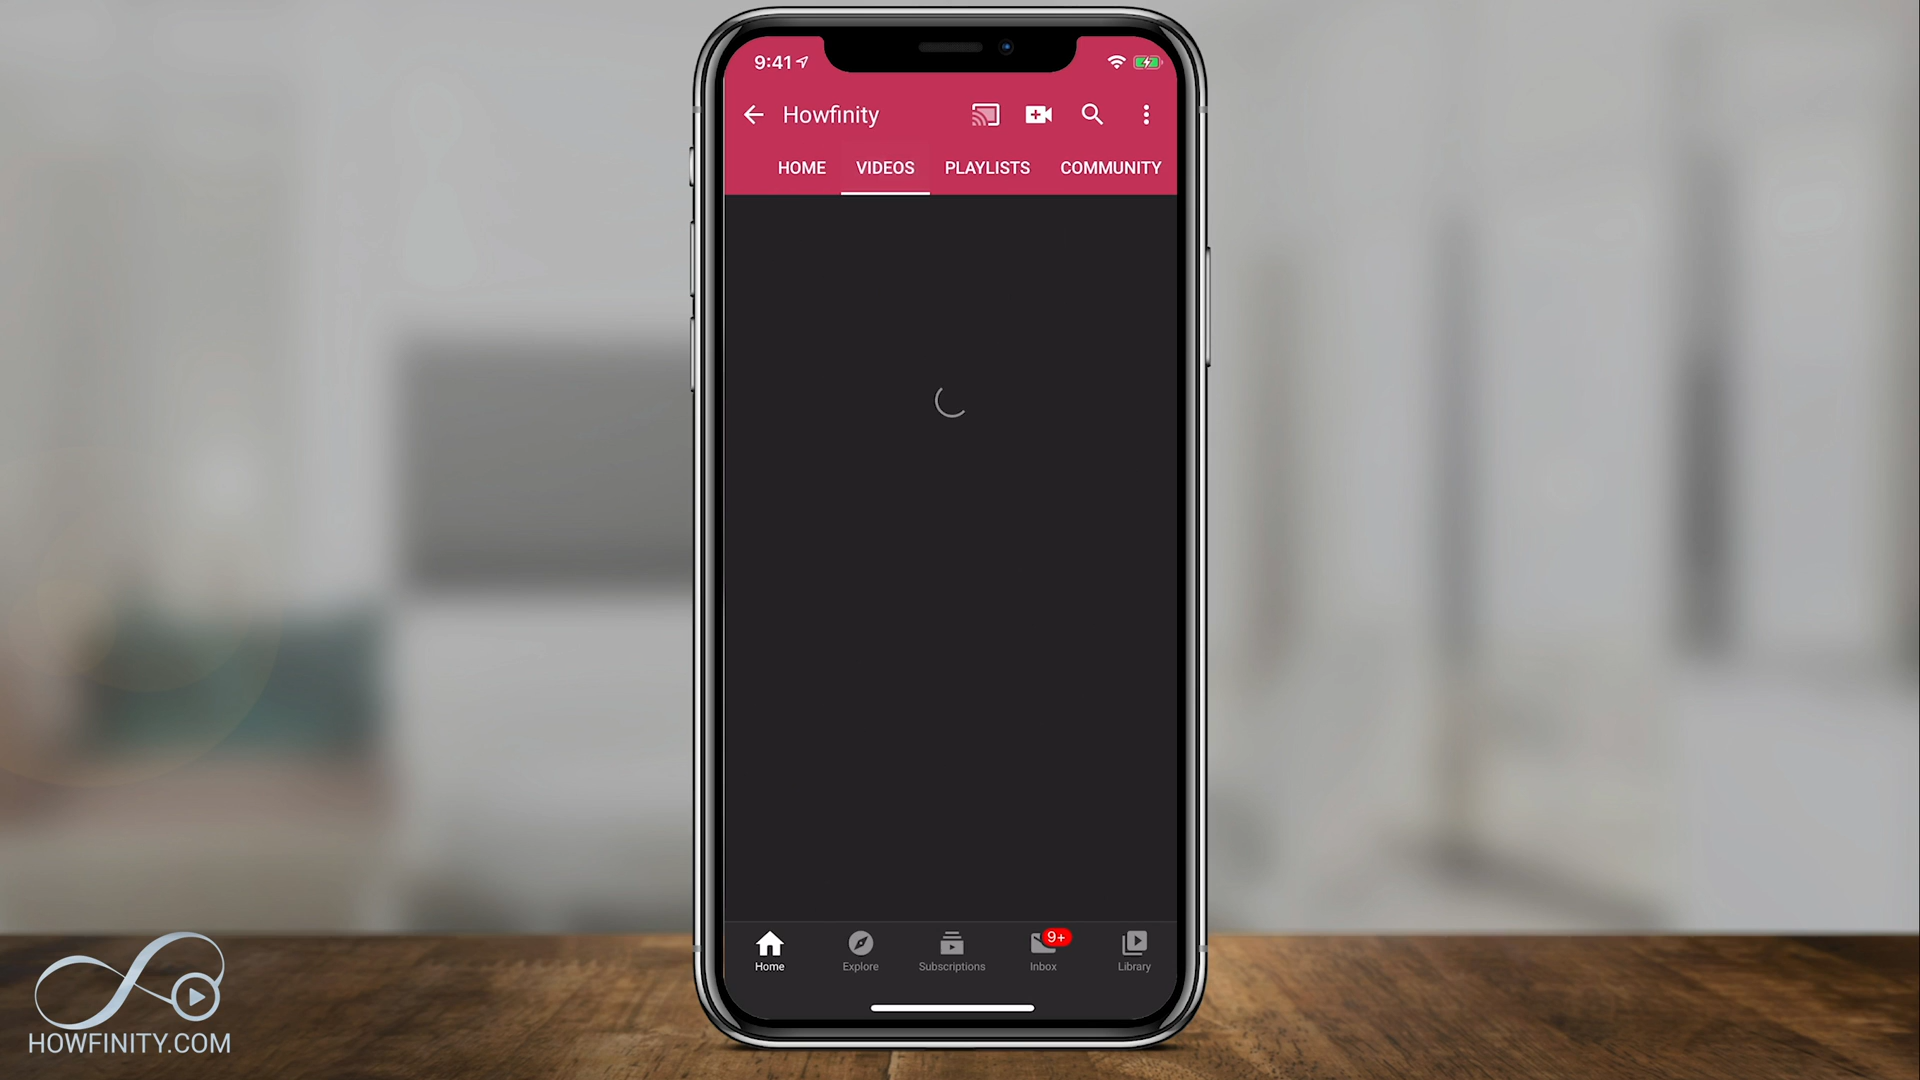 9:41
Howfinity
HOME VIDEOS PLAYLISTS COMMUNITY
9+
Home Explore Subscriptions Inbox Library
HOWFINITY.COM